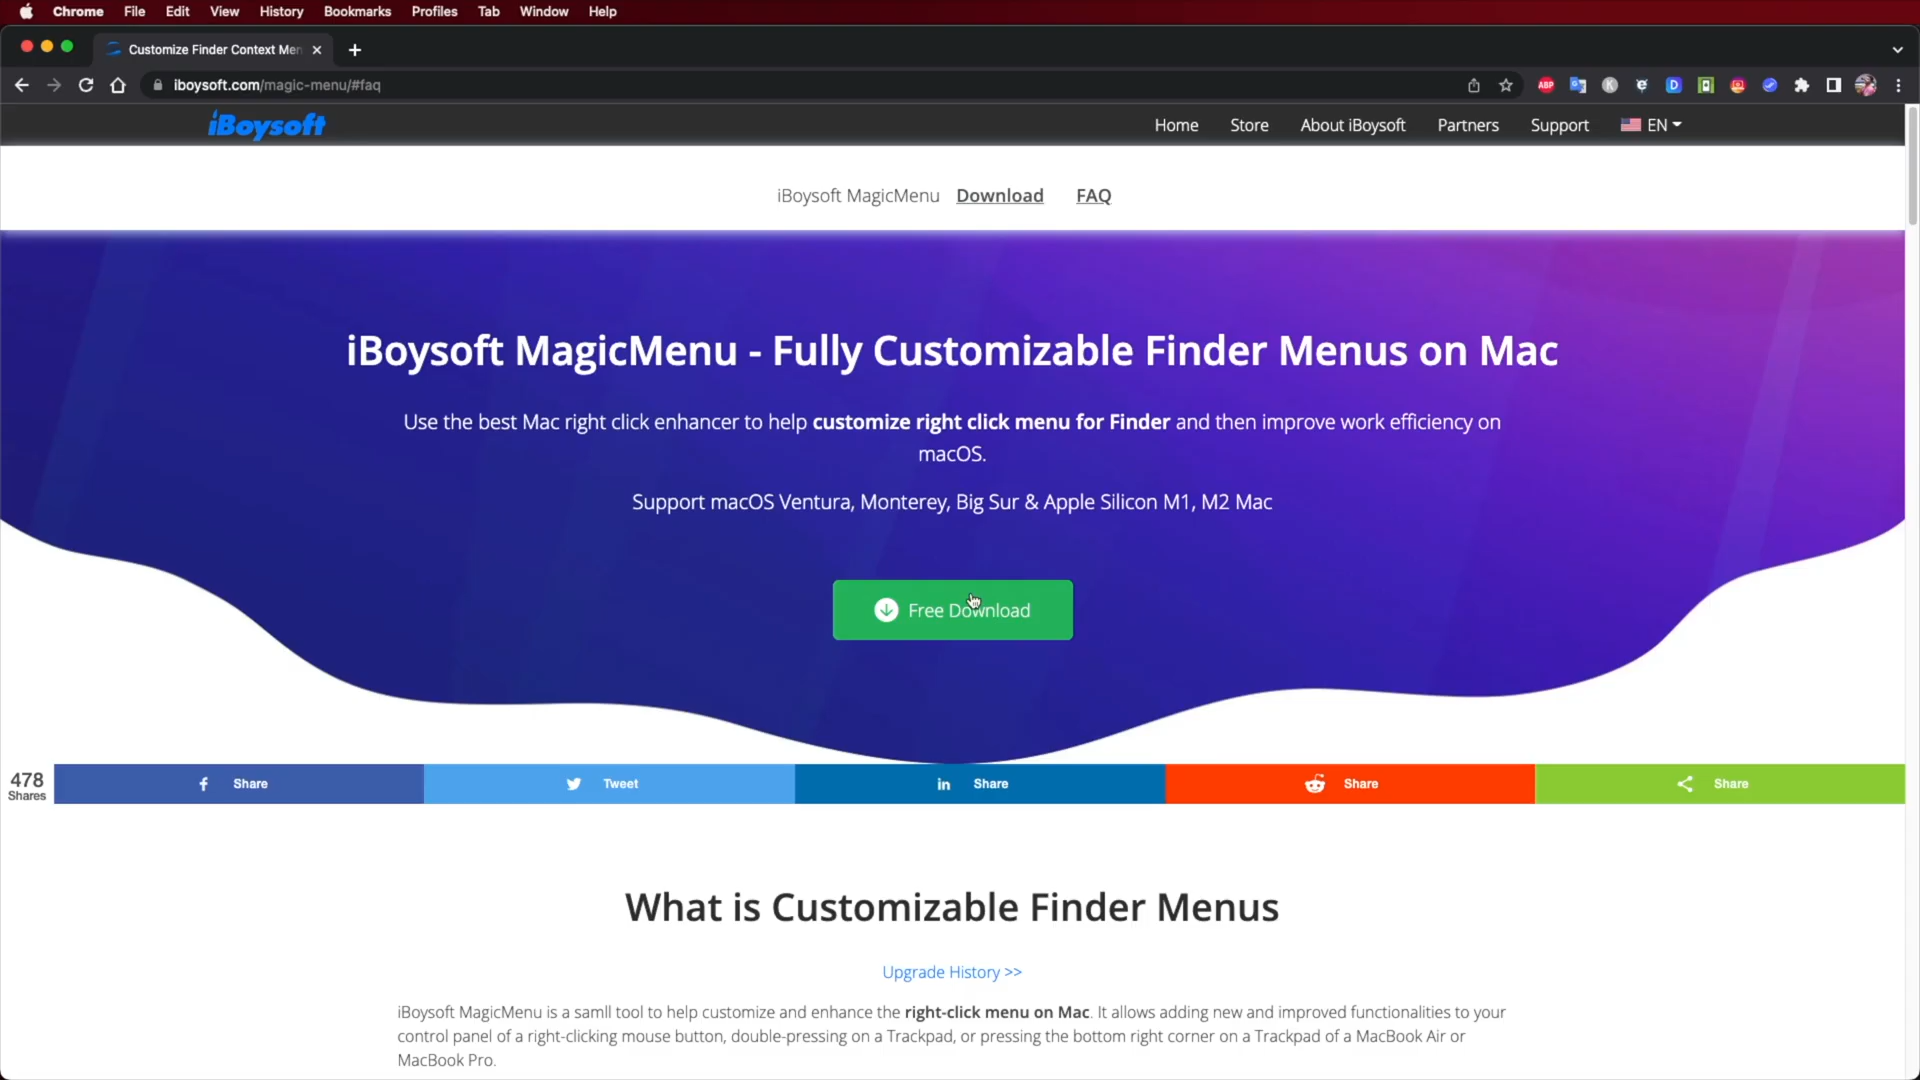 Chrome File Edit View History Bookmarks Profiles Tab Window Help
Customize Finder Context Men
iboysoft.com/magic-menu/#faq
ABP
iBoysoft
Home Store About iBoysoft Partners Support EN
iBoysoft MagicMenu Download FAQ
iBoysoft MagicMenu - Fully Customizable Finder Menus on Mac
Use the best Mac right click enhancer to help customize right click menu for Finder and then improve work efficiency on
macOS.
Support macOS Ventura, Monterey, Big Sur & Apple Silicon M1, M2 Mac
Free Download
478
Shares
Share Tweet Share Share Share
What is Customizable Finder Menus
Upgrade History >>
iBoysoft MagicMenu is a samll tool to help customize and enhance the right-click menu on Mac. It allows adding new and improved functionalities to your
control panel of a right-clicking mouse button, double-pressing on a Trackpad, or pressing the bottom right corner on a Trackpad of a MacBook Air or
MacBook Pro.